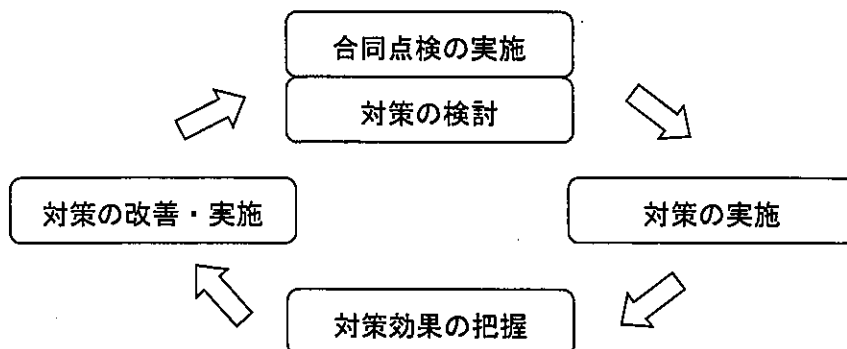 合同点検の実施
対策の検討
対策の改善・実施
対策の実施
対策効果の把握